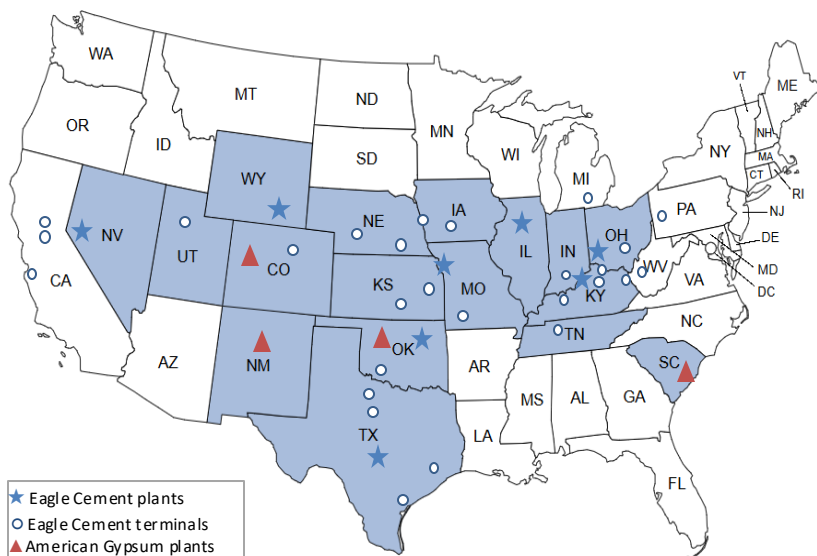 WA
MT
ND
MN
ME
VT
NH
OR
ID
SD
WI
MI
NY
MA
CT
RI
WY
IA
NE
PA
NJ
NV
UT
CO
IL
IN
OH
DE
CA
KS
MO
KY
WV
VA
MD
DC
AZ
NM
OK
AR
TN
NC
SC
TX
LA
MS
AL
GA
FL
Eagle Cement plants
Eagle Cement terminals
American Gypsum plants